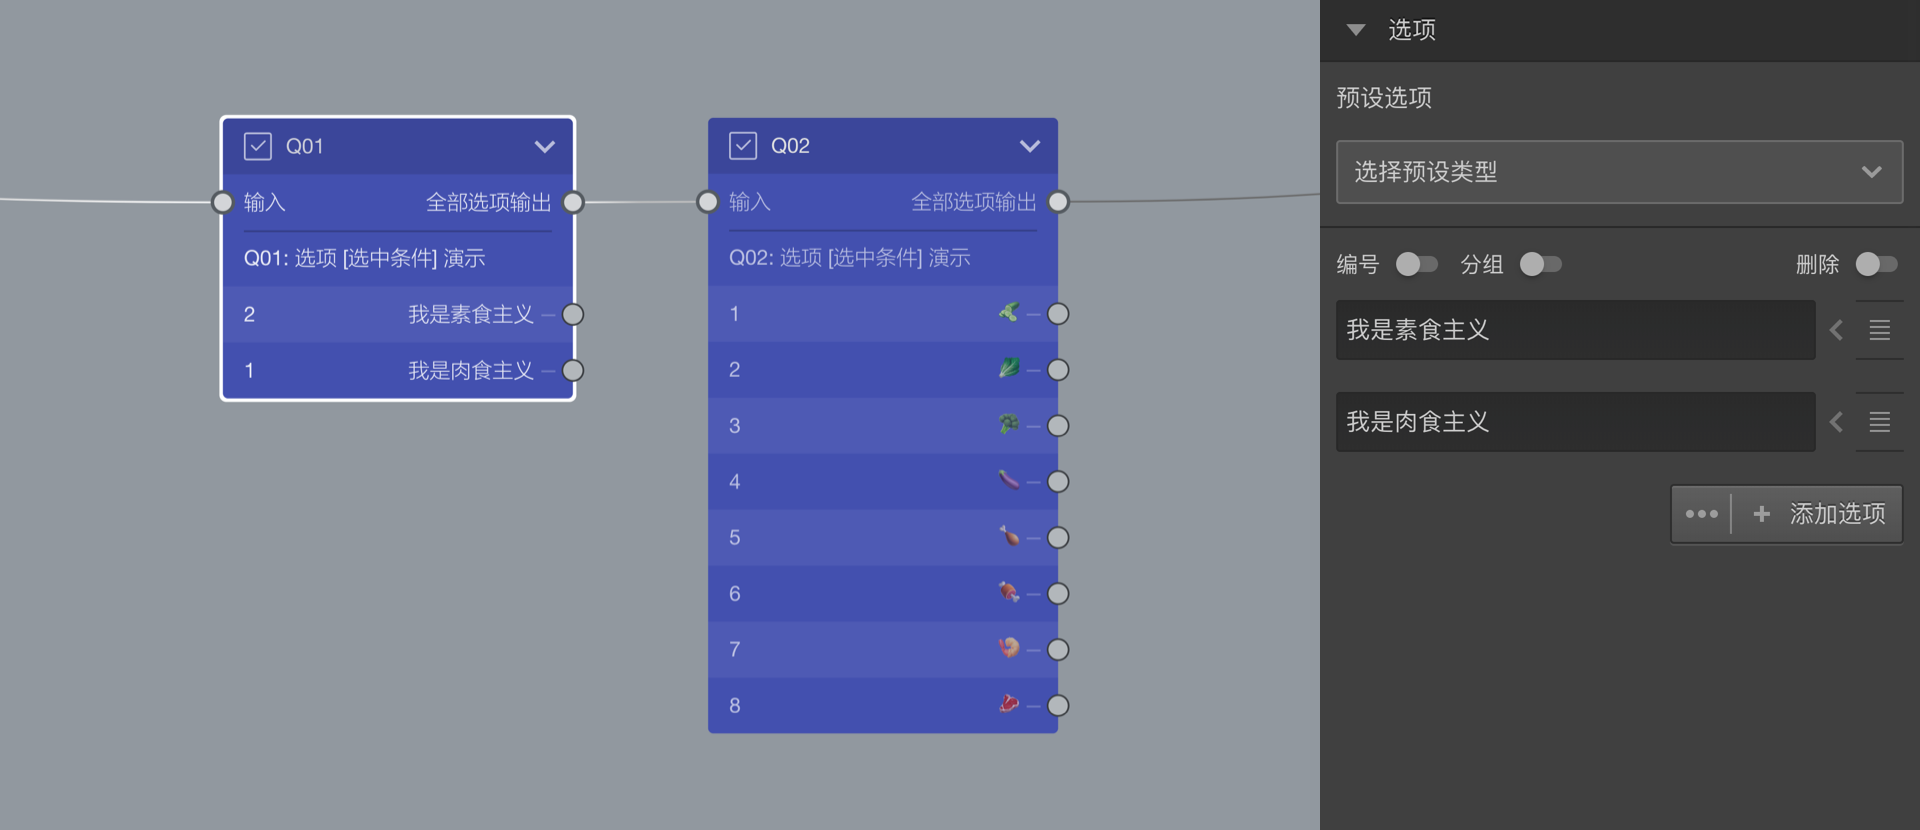 Q01
输入 全部选项输出
Q01: 选项 [选中条件] 演示
2 我是素食主义
1 我是肉食主义
Q02
输入 全部选项输出
Q02: 选项 [选中条件] 演示
1
2
3
4
5
6
7
8
选项
预设选项
选择预设类型
编号 分组 删除
我是素食主义
我是肉食主义
添加选项